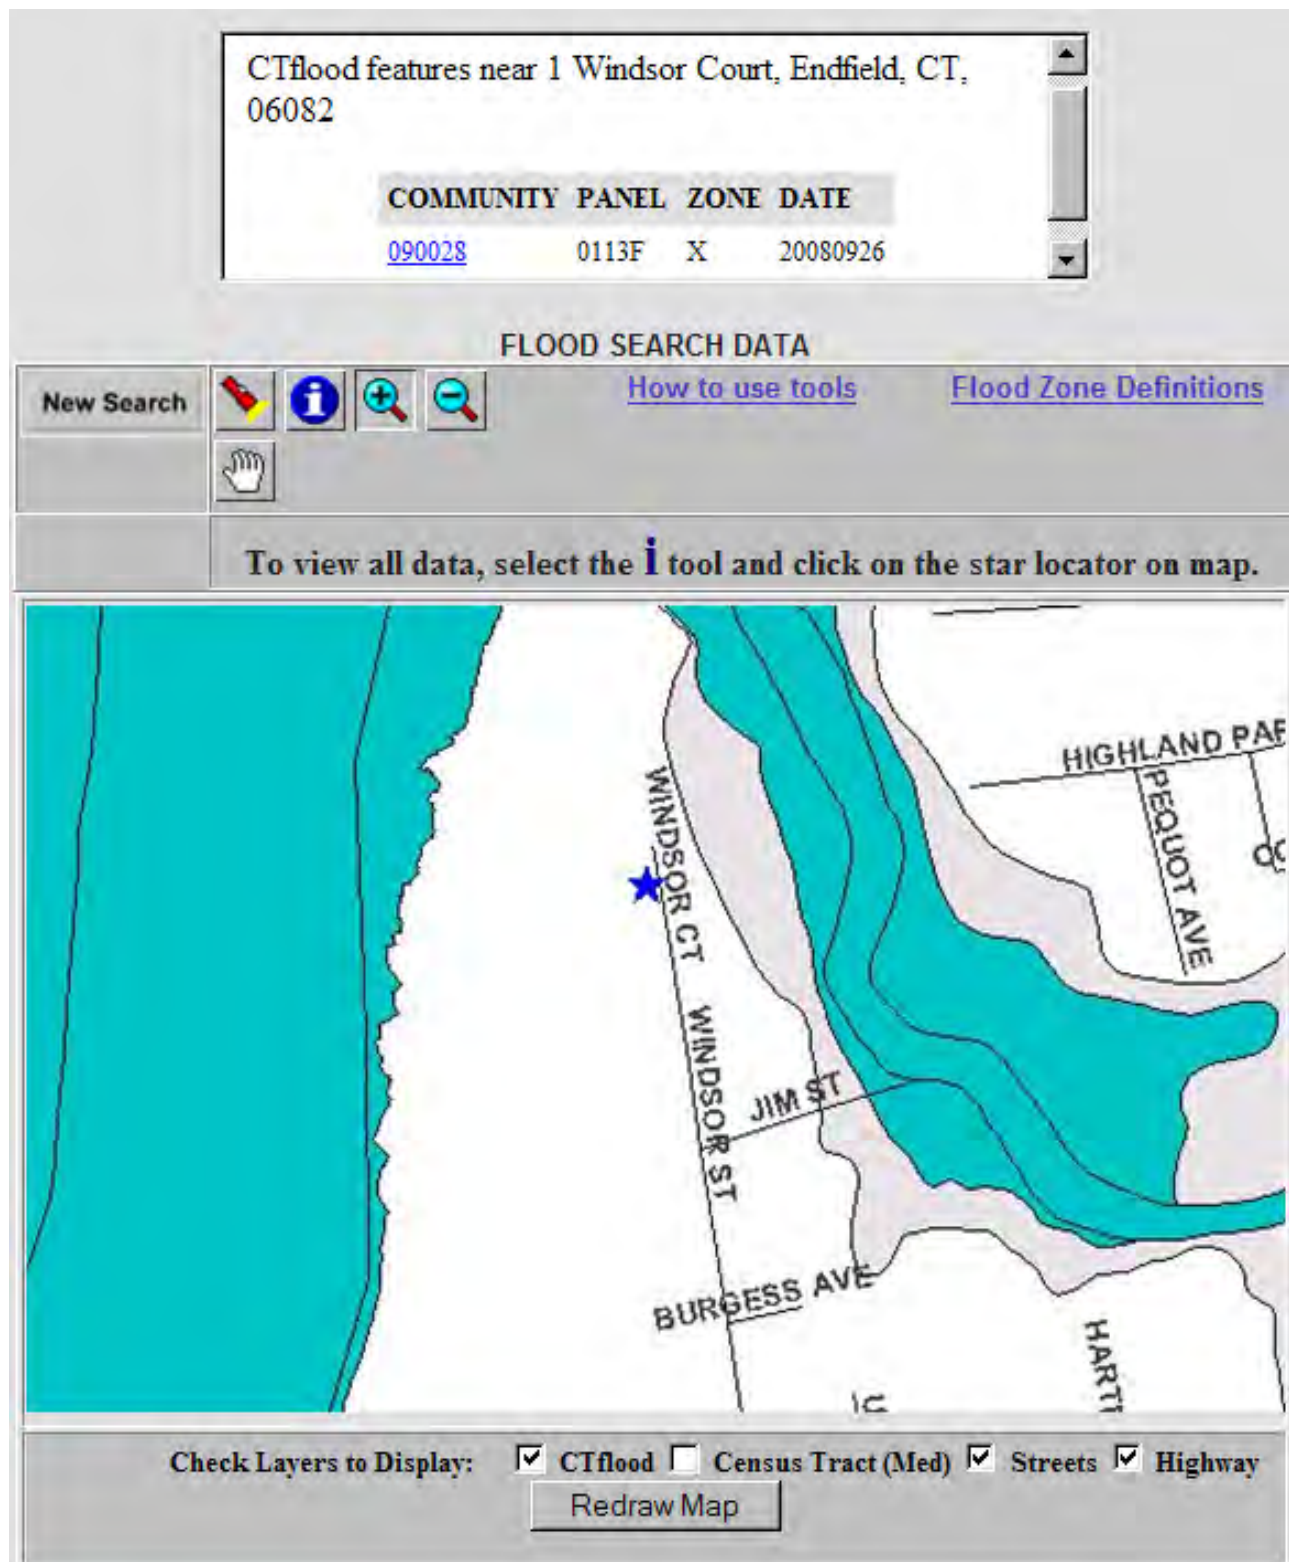 CTflood features near 1 Windsor Court, Endfield, CT,
06082
COMMUNITY PANEL ZONE DATE
090028 0113F X 20080926
FLOOD SEARCH DATA
New Search
How to use tools
Flood Zone Definitions
To view all data, select the i tool and click on the star locator on map.
HIGHLAND PAR
PEQUOT AVE
WINDSOR CT
WINDSOR ST
JIM ST
BURGESS AVE
Check Layers to Display: CTflood Census Tract (Med) Streets Highway
Redraw Map